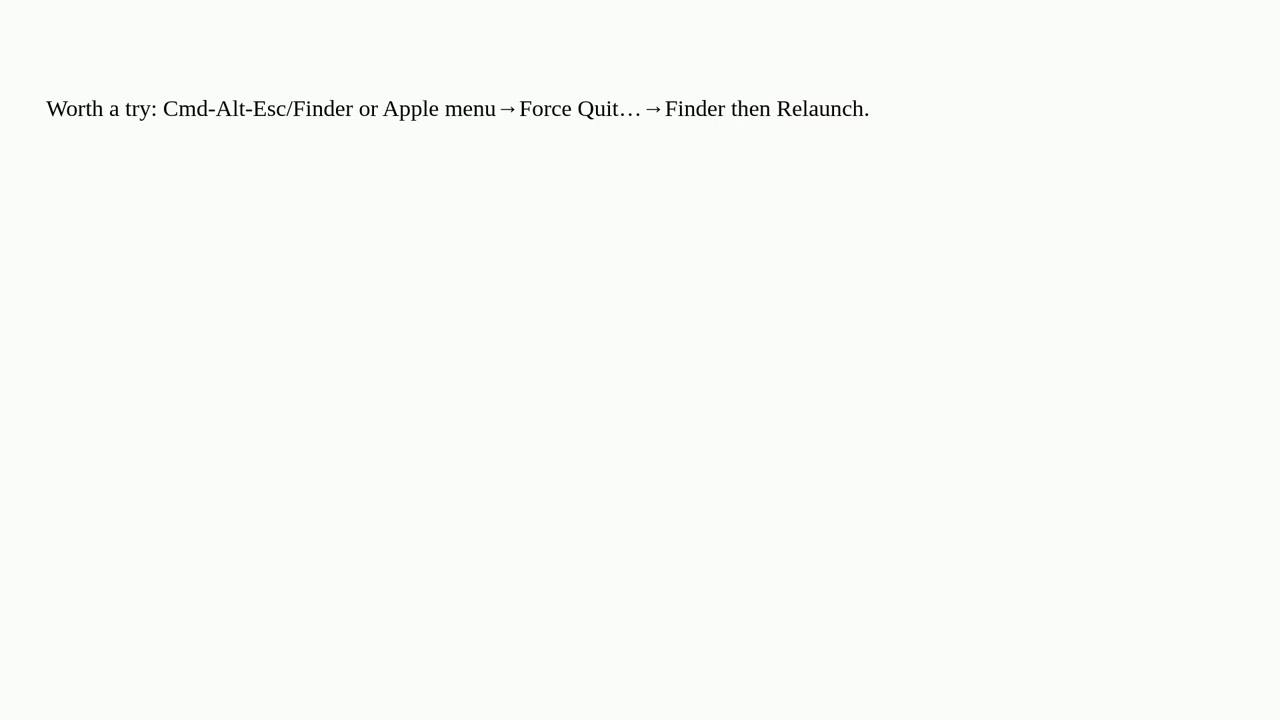 Worth a try: Cmd-Alt-Esc/Finder or Apple menu→Force Quit…→Finder then Relaunch.